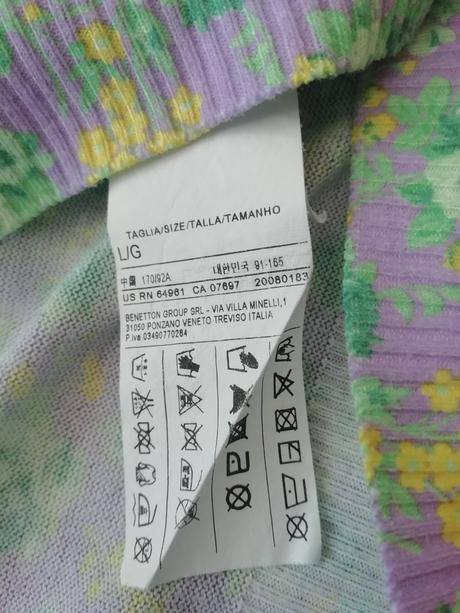 TAGLIA/SIZE/TALLA/TAMANHO
L/G
中國 170/92A 대한민국 91-165
US RN 64961 CA 07697 20080183
BENETTON GROUP SRL - VIA VILLA MINELLI,1
31050 PONZANO VENETO TREVISO ITALIA
P.Iva 03490770264